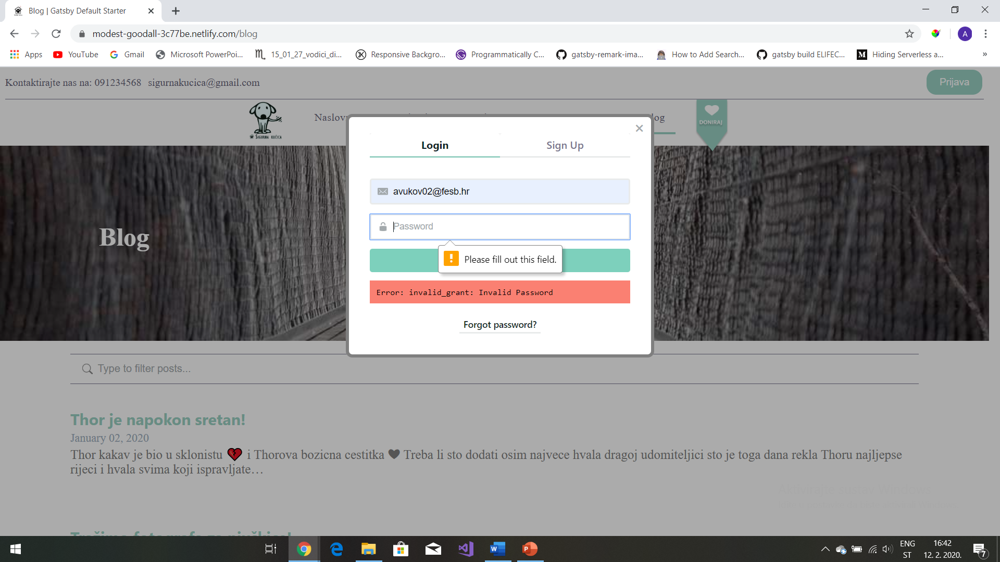 Blog | Gatsby Default Starter
modest-goodall-3c77be.netlify.com/blog
Apps YouTube Gmail Microsoft PowerPoi... 15_01_27_vodici_di... Responsive Backgro... Programmatically C... gatsby-remark-ima... How to Add Search... gatsby build ELIFEC... Hiding Serverless a... »
Kontaktirajte nas na: 091234568 sigurnakucica@gmail.com
Prijava
SIGURNA KUĆICA
DONIRAJ
Login Sign Up
avukov02@fesb.hr
Password
Please fill out this field.
Error: invalid_grant: Invalid Password
Forgot password?
Blog
Type to filter posts...
Thor je napokon sretan!
January 02, 2020
Thor kakav je bio u sklonistu 💔 i Thorova bozicna cestitka 🖤 Treba li sto dodati osim najvece hvala dragoj udomiteljici sto je toga dana rekla Thoru najljepse
rijeci i hvala svima koji ispravljate…
ENG
ST
16:42
12. 2. 2020.
7
A